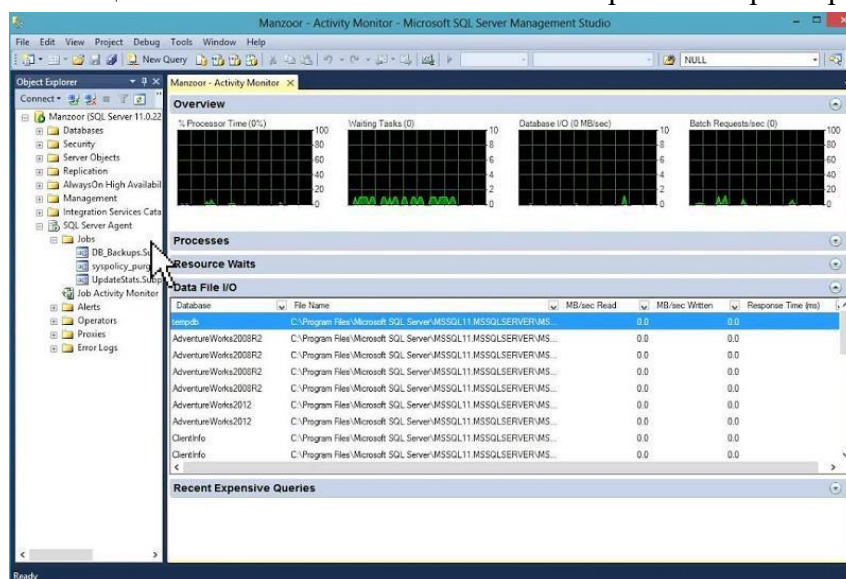 Manzoor - Activity Monitor - Microsoft SQL Server Management Studio
File Edit View Project Debug Tools Window Help
New Query
NULL
Object Explorer
Connect
Manzoor (SQL Server 11.0.22
Databases
Security
Server Objects
Replication
AlwaysOn High Availabil
Management
Integration Services Cata
SQL Server Agent
Jobs
DB_Backups.Su
syspolicy_purg
UpdateStats.Subp
Job Activity Monitor
Alerts
Operators
Proxies
Error Logs
Manzoor - Activity Monitor
Overview
% Processor Time (0%)
100
80
60
40
20
0
Waiting Tasks (0)
10
8
6
4
2
0
Database I/O (0 MB/sec)
10
8
6
4
2
0
Batch Requests/sec (0)
100
80
60
40
20
0
Processes
Resource Waits
Data File I/O
Database File Name MB/sec Read MB/sec Written Response Time (ms)
tempdb C:\Program Files\Microsoft SQL Server\MSSQL11.MSSQLSERVER\MS... 0.0 0.0
AdventureWorks2008R2 C:\Program Files\Microsoft SQL Server\MSSQL11.MSSQLSERVER\MS... 0.0 0.0
AdventureWorks2008R2 C:\Program Files\Microsoft SQL Server\MSSQL11.MSSQLSERVER\MS... 0.0 0.0
AdventureWorks2008R2 C:\Program Files\Microsoft SQL Server\MSSQL11.MSSQLSERVER\MS... 0.0 0.0
AdventureWorks2008R2 C:\Program Files\Microsoft SQL Server\MSSQL11.MSSQLSERVER\MS... 0.0 0.0
AdventureWorks2012 C:\Program Files\Microsoft SQL Server\MSSQL11.MSSQLSERVER\MS... 0.0 0.0
AdventureWorks2012 C:\Program Files\Microsoft SQL Server\MSSQL11.MSSQLSERVER\MS... 0.0 0.0
ClientInfo C:\Program Files\Microsoft SQL Server\MSSQL11.MSSQLSERVER\MS... 0.0 0.0
ClientInfo C:\Program Files\Microsoft SQL Server\MSSQL11.MSSQLSERVER\MS... 0.0 0.0
Recent Expensive Queries
Ready